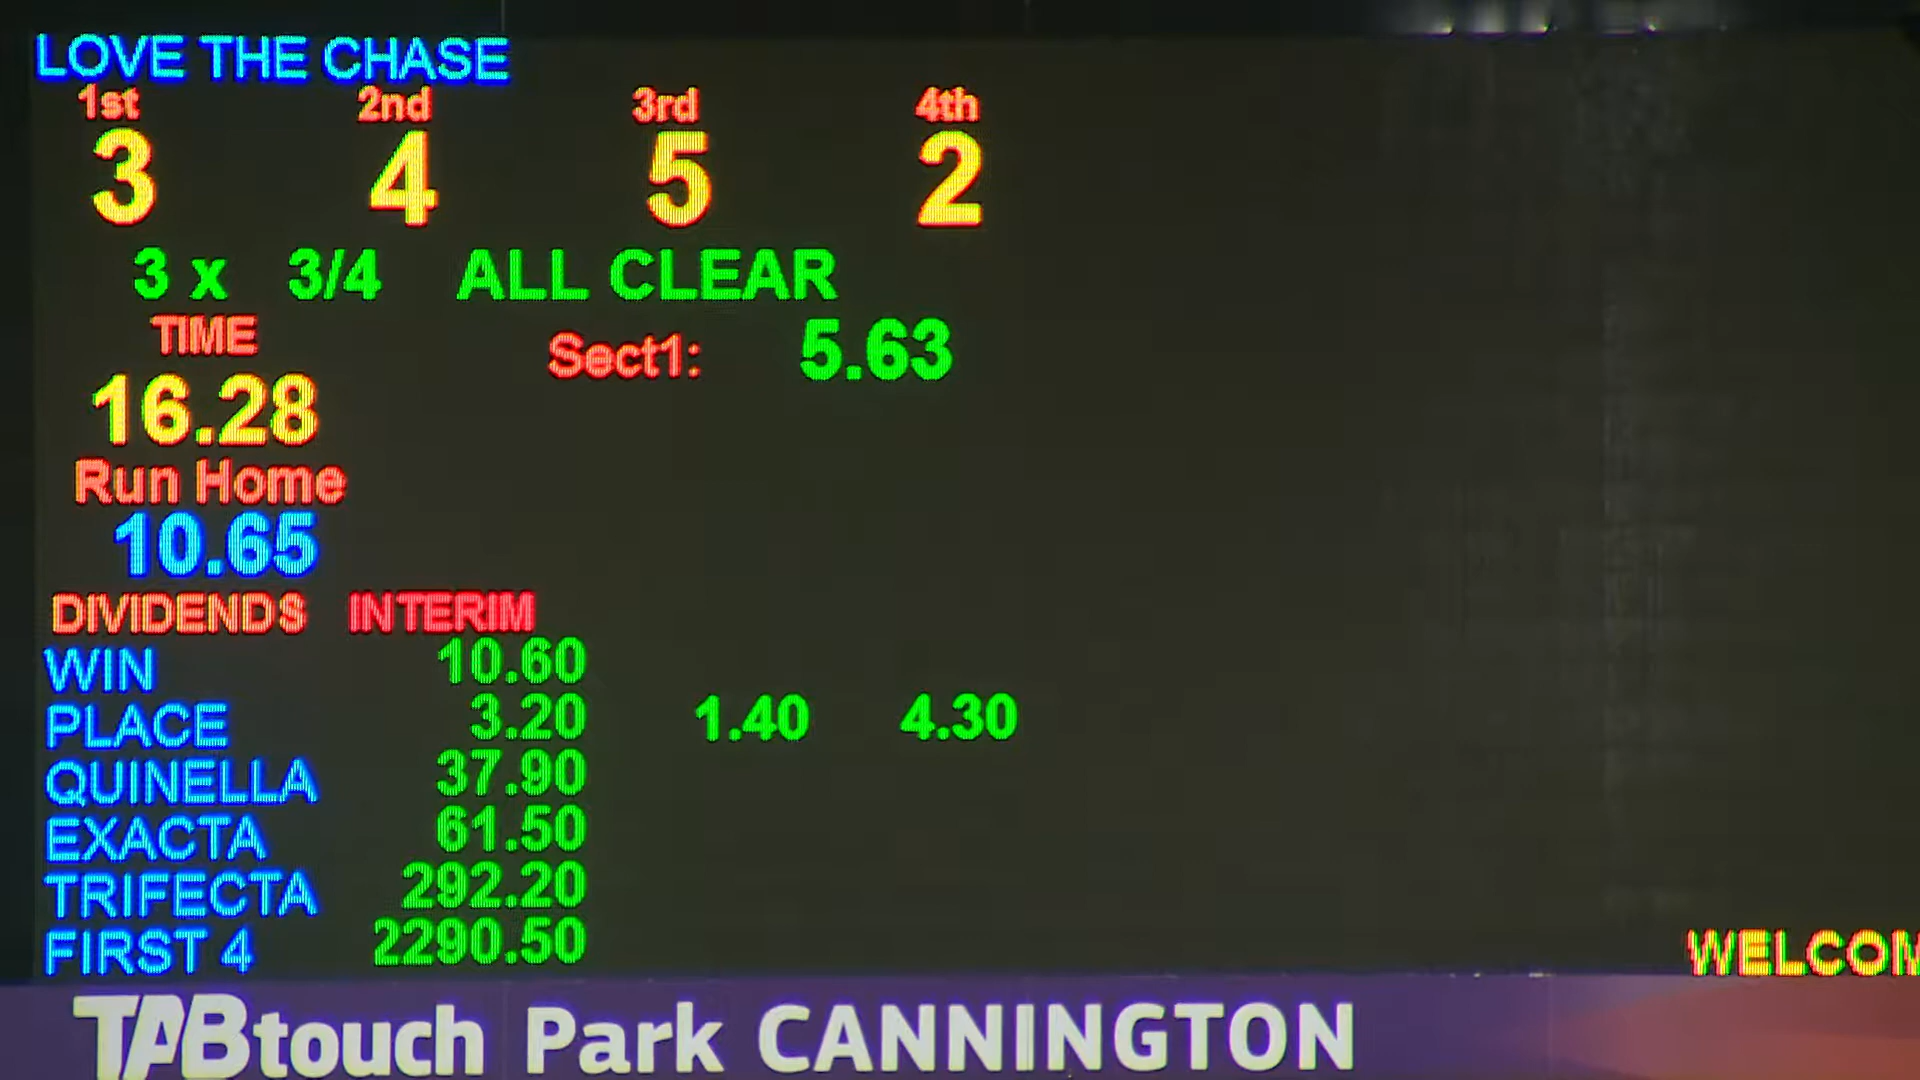 LOVE THE CHASE
1st 2nd 3rd 4th
3 4 5 2
3 x 3/4 ALL CLEAR
TIME Sect1: 5.63
16.28
Run Home
10.65
DIVIDENDS INTERIM
WIN 10.60
PLACE 3.20 1.40 4.30
QUINELLA 37.90
EXACTA 61.50
TRIFECTA 292.20
FIRST 4 2290.50
WELCOM
TABtouch Park CANNINGTON